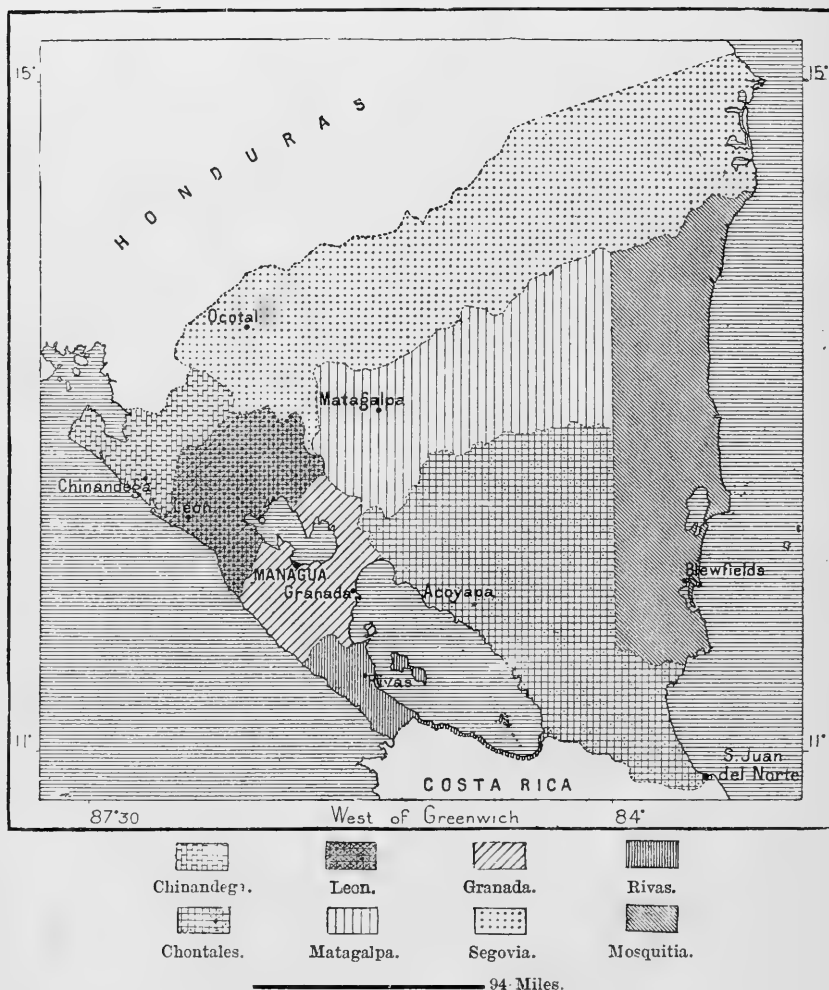 15°
15°
HONDURAS
Ocotal
Matagalpa
Chinandega
Leon
MANAGUA
Granada
Acoyapa
Blewfields
Rivas
11°
11°
S. Juan
del Norte
COSTA RICA
87°30
West of Greenwich
84°
Chinandega.
Leon.
Granada.
Rivas.
Chontales.
Matagalpa.
Segovia.
Mosquitia.
94 Miles.